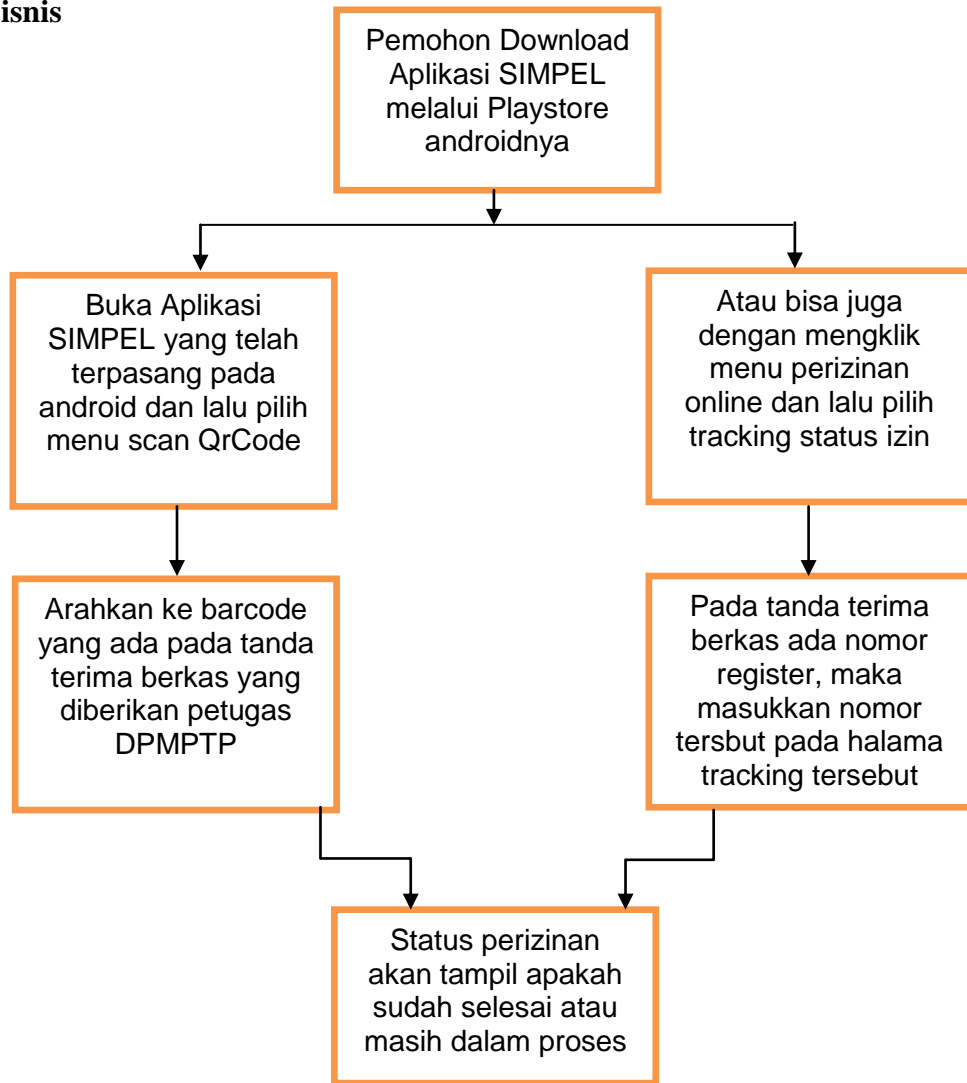 isnis
Pemohon Download
Aplikasi SIMPEL
melalui Playstore
androidnya
Buka Aplikasi
SIMPEL yang telah
terpasang pada
android dan lalu pilih
menu scan QrCode
Atau bisa juga
dengan mengklik
menu perizinan
online dan lalu pilih
tracking status izin
Arahkan ke barcode
yang ada pada tanda
terima berkas yang
diberikan petugas
DPMPTP
Pada tanda terima
berkas ada nomor
register, maka
masukkan nomor
tersbut pada halama
tracking tersebut
Status perizinan
akan tampil apakah
sudah selesai atau
masih dalam proses